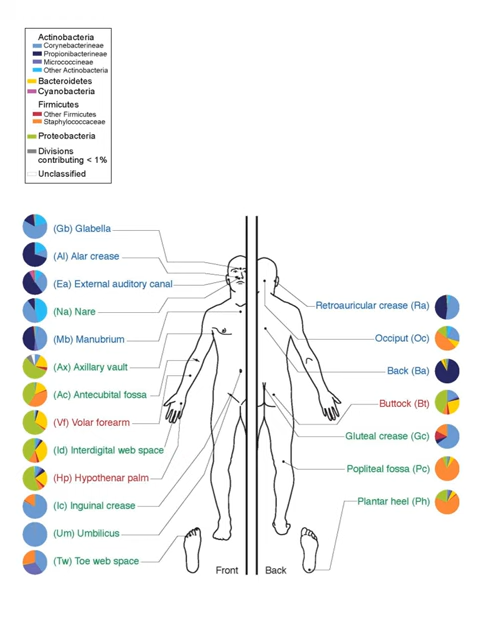 Actinobacteria
Corynebacterineae
Propionibacterineae
Micrococcineae
Other Actinobacteria
Bacteroidetes
Cyanobacteria
Firmicutes
Other Firmicutes
Staphylococcaceae
Proteobacteria
Divisions
contributing < 1%
Unclassified
(Gb) Glabella
(Al) Alar crease
(Ea) External auditory canal
(Na) Nare
(Mb) Manubrium
(Ax) Axillary vault
(Ac) Antecubital fossa
(Vf) Volar forearm
(Id) Interdigital web space
(Hp) Hypothenar palm
(Ic) Inguinal crease
(Um) Umbilicus
(Tw) Toe web space
Retroauricular crease (Ra)
Occiput (Oc)
Back (Ba)
Buttock (Bt)
Gluteal crease (Gc)
Popliteal fossa (Pc)
Plantar heel (Ph)
Front
Back